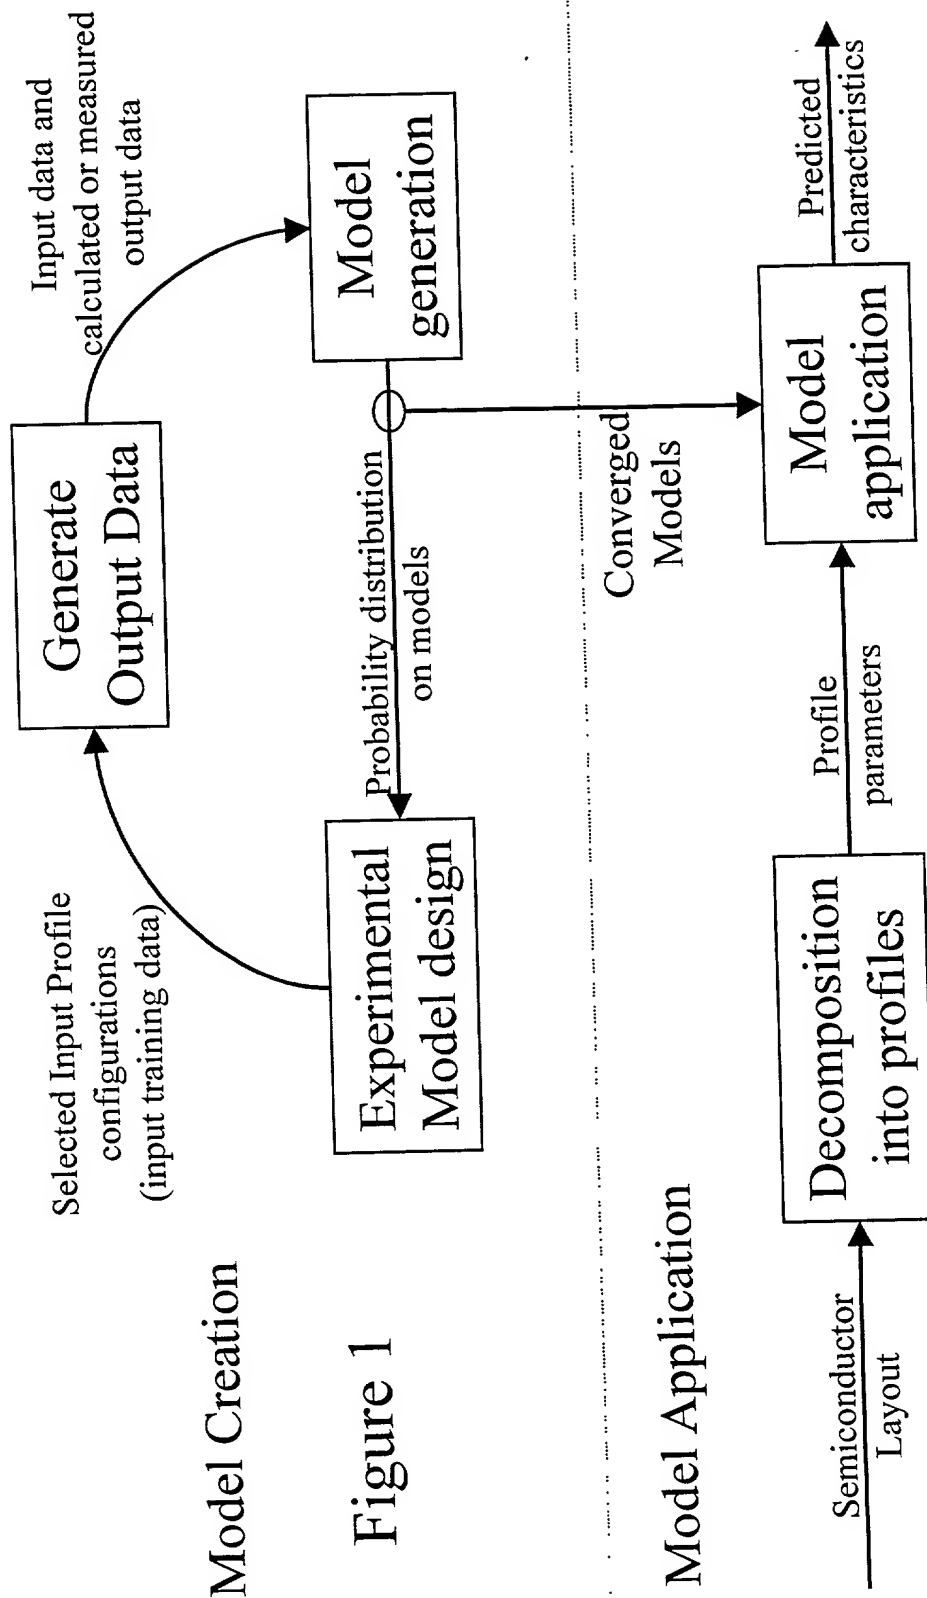 Model Creation
Figure 1
Selected Input Profile
configurations
(input training data)
Generate
Output Data
Input data and
calculated or measured
output data
Experimental
Model design
Probability distribution
on models
Model
generation
Converged
Models
Model Application
Semiconductor
Layout
Decomposition
into profiles
Profile
parameters
Model
application
Predicted
characteristics